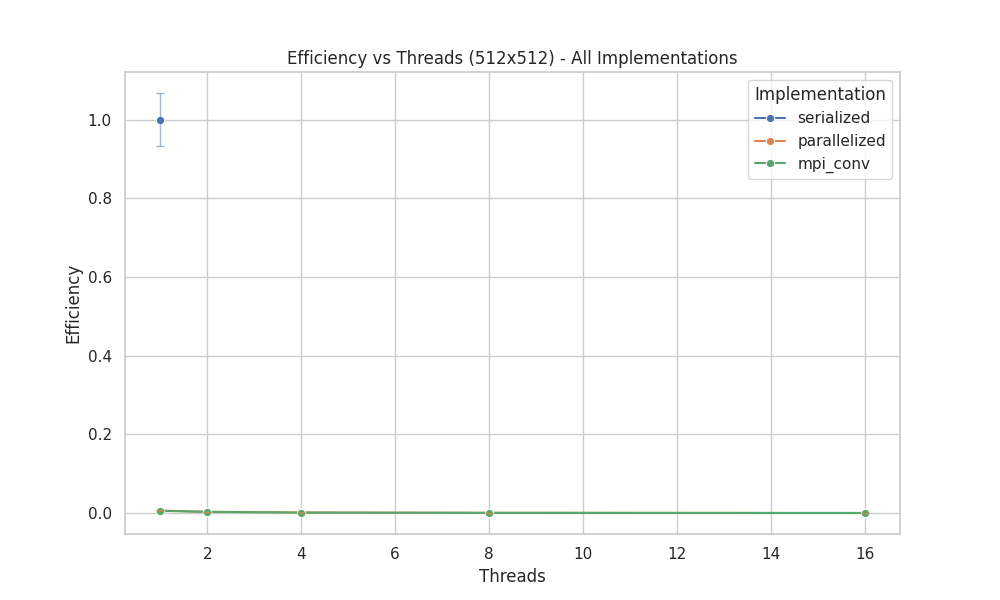 Efficiency vs Threads (512x512) - All Implementations
Implementation
serialized
parallelized
mpi_conv
1.0
0.8
0.6
0.4
0.2
0.0
Efficiency
2 4 6 8 10 12 14 16
Threads